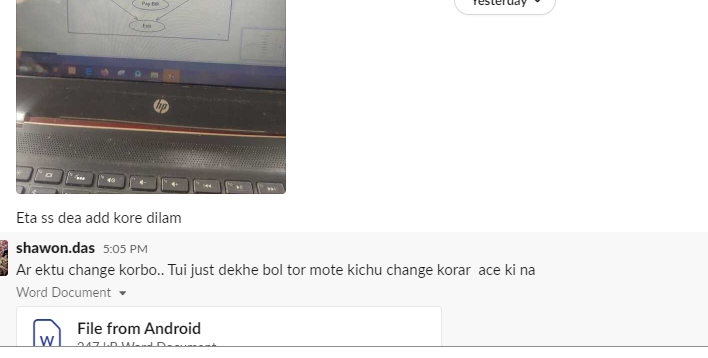 Yesterday
Pay Bill
Exit
hp
Eta ss dea add kore dilam
shawon.das 5:05 PM
Ar ektu change korbo.. Tui just dekhe bol tor mote kichu change korar ace ki na
Word Document
File from Android
W
247 kB Word Document